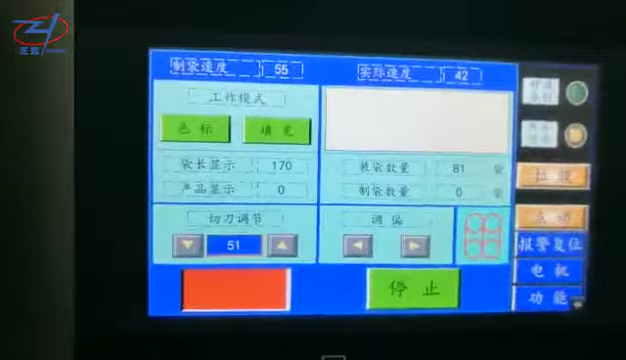 制袋速度 55 实际速度 42
工作模式
色标 填充
袋长显示 170 装袋数量 81 袋
产品显示 0 制袋数量 0 袋
切刀调节 调偏
51
报警复位
电机
停止 功能